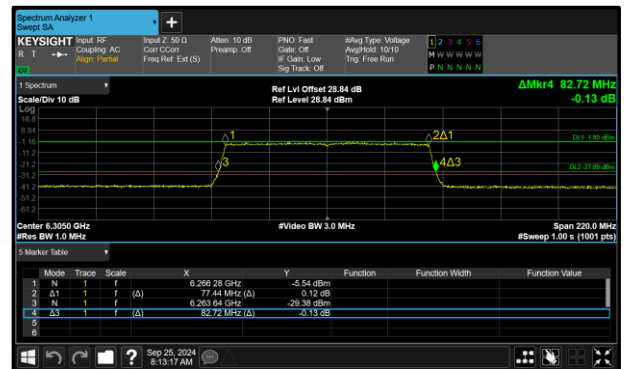 Spectrum Analyzer 1
Swept SA
+
KEYSIGHT
R T
Input: RF
Coupling: AC
Align: Partial
Input Z: 50 Ω
Corr CCorr
Freq Ref: Ext (S)
Atten: 10 dB
Preamp: Off
PNO: Fast
Gate: Off
IF Gain: Low
Sig Track: Off
#Avg Type: Voltage
Avg|Hold: 10/10
Trig: Free Run
1 2 3 4 5 6
M W W W W W
P N N N N N
1 Spectrum
Scale/Div 10 dB
Ref Lvl Offset 28.84 dB
Ref Level 28.84 dBm
ΔMkr4 82.72 MHz
-0.13 dB
Log
18.8
8.84
-1.16
-11.2
-21.2
-31.2
-41.2
-51.2
-61.2
1
2Δ1
3
4Δ3
DL1 -1.89 dBm
DL2 -27.89 dBm
Center 6.3050 GHz
#Video BW 3.0 MHz
Span 220.0 MHz
#Res BW 1.0 MHz
#Sweep 1.00 s (1001 pts)
5 Marker Table
Mode Trace Scale X Y Function Function Width Function Value
1 N 1 f 6.266 28 GHz -5.54 dBm
2 Δ1 1 f (Δ) 77.44 MHz (Δ) 0.12 dB
3 N 1 f 6.263 64 GHz -29.38 dBm
4 Δ3 1 f (Δ) 82.72 MHz (Δ) -0.13 dB
5
6
?
Sep 25, 2024
8:13:17 AM